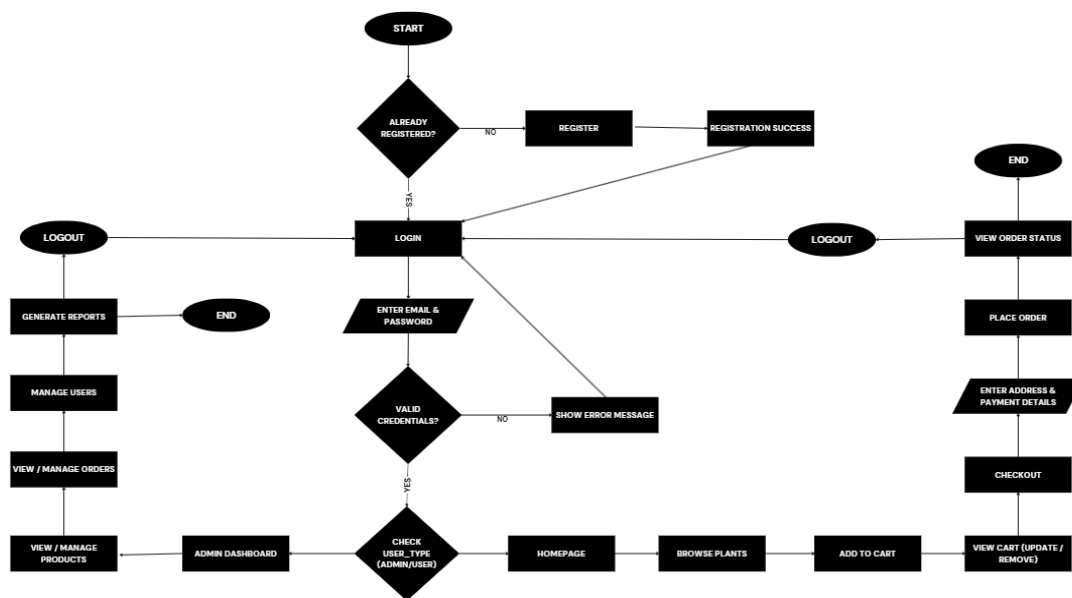 START
ALREADY
REGISTERED?
NO
REGISTER
REGISTRATION SUCCESS
END
YES
LOGOUT
LOGIN
LOGOUT
VIEW ORDER STATUS
GENERATE REPORTS
END
ENTER EMAIL &
PASSWORD
PLACE ORDER
MANAGE USERS
VALID
CREDENTIALS?
NO
SHOW ERROR MESSAGE
ENTER ADDRESS &
PAYMENT DETAILS
VIEW / MANAGE ORDERS
YES
CHECKOUT
VIEW / MANAGE
PRODUCTS
ADMIN DASHBOARD
CHECK
USER_TYPE
(ADMIN/USER)
HOMEPAGE
BROWSE PLANTS
ADD TO CART
VIEW CART (UPDATE /
REMOVE)